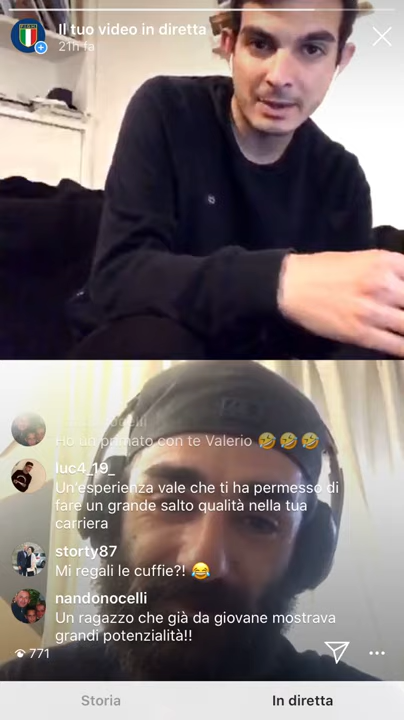 Il tuo video in diretta
21h fa
Ho un primato con te Valerio 🤣🤣🤣
luc4_19_
Un'esperienza vale che ti ha permesso di
fare un grande salto qualità nella tua
carriera
storty87
Mi regali le cuffie?! 😂
nandonocelli
Un ragazzo che già da giovane mostrava
grandi potenzialità!!
771
Storia
In diretta